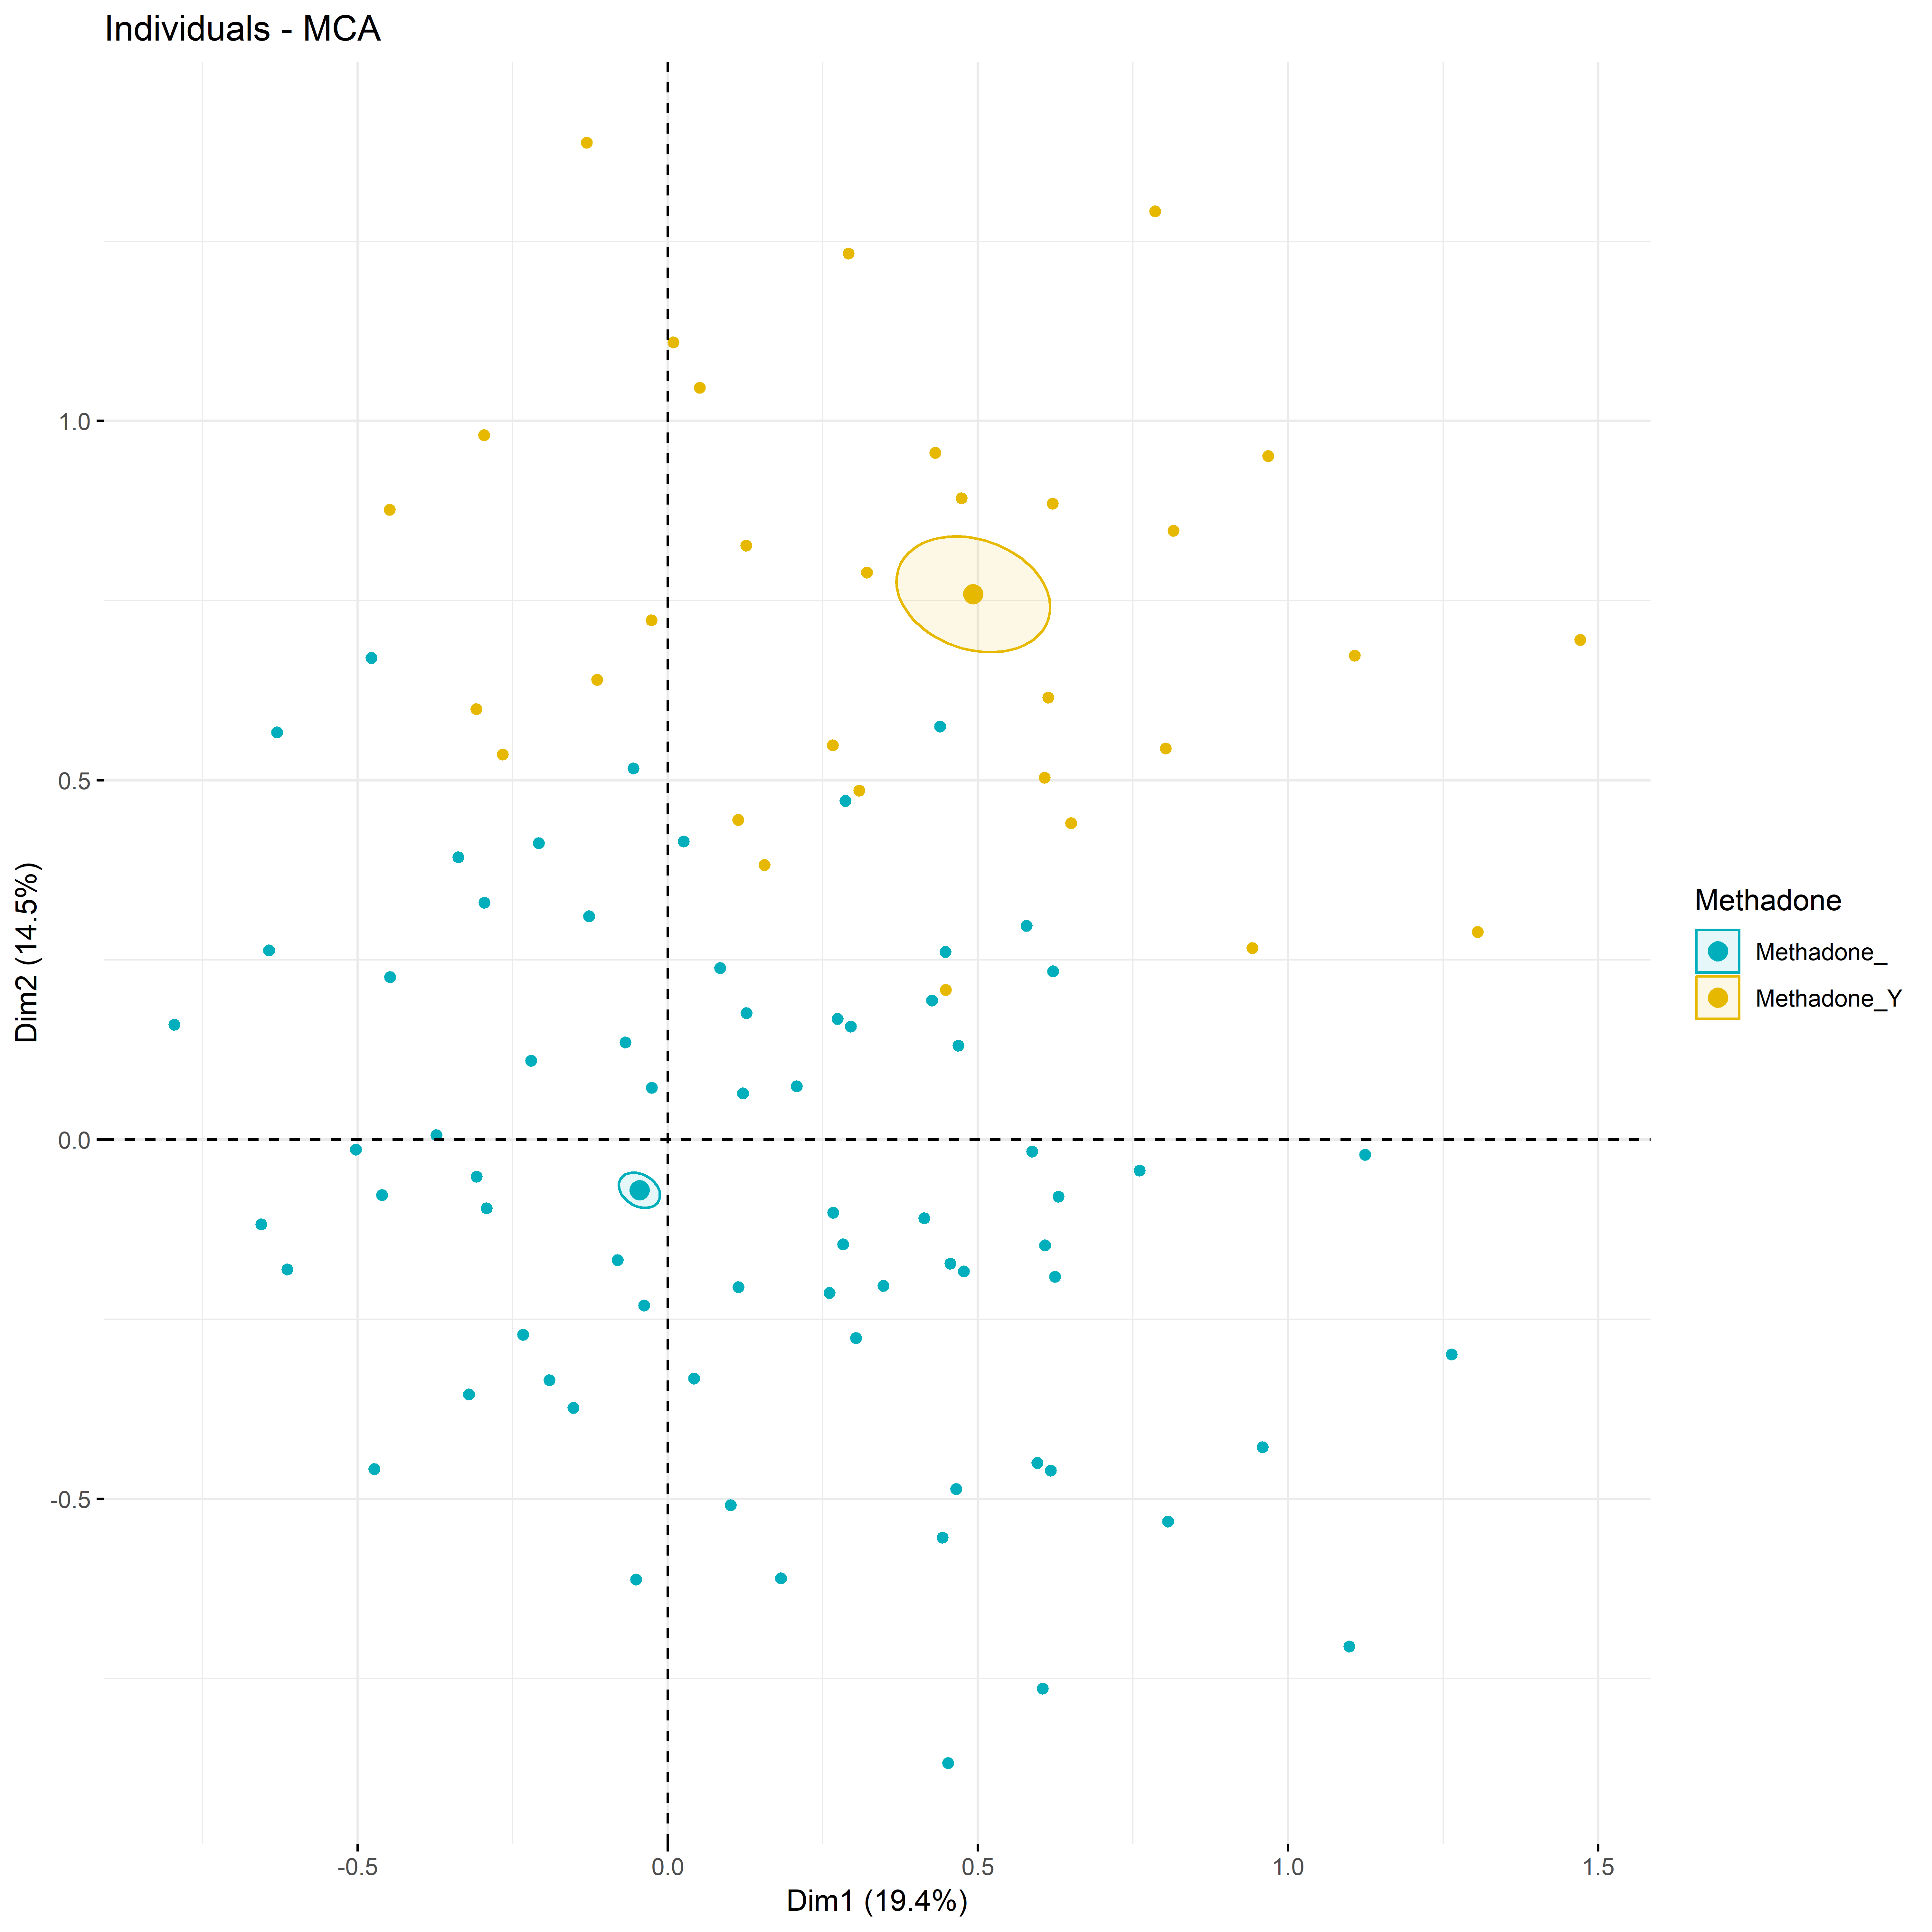 Individuals - MCA
1.0
0.5
0.0
-0.5
Dim2 (14.5%)
-0.5
0.0
0.5
1.0
1.5
Dim1 (19.4%)
Methadone
Methadone_
Methadone_Y